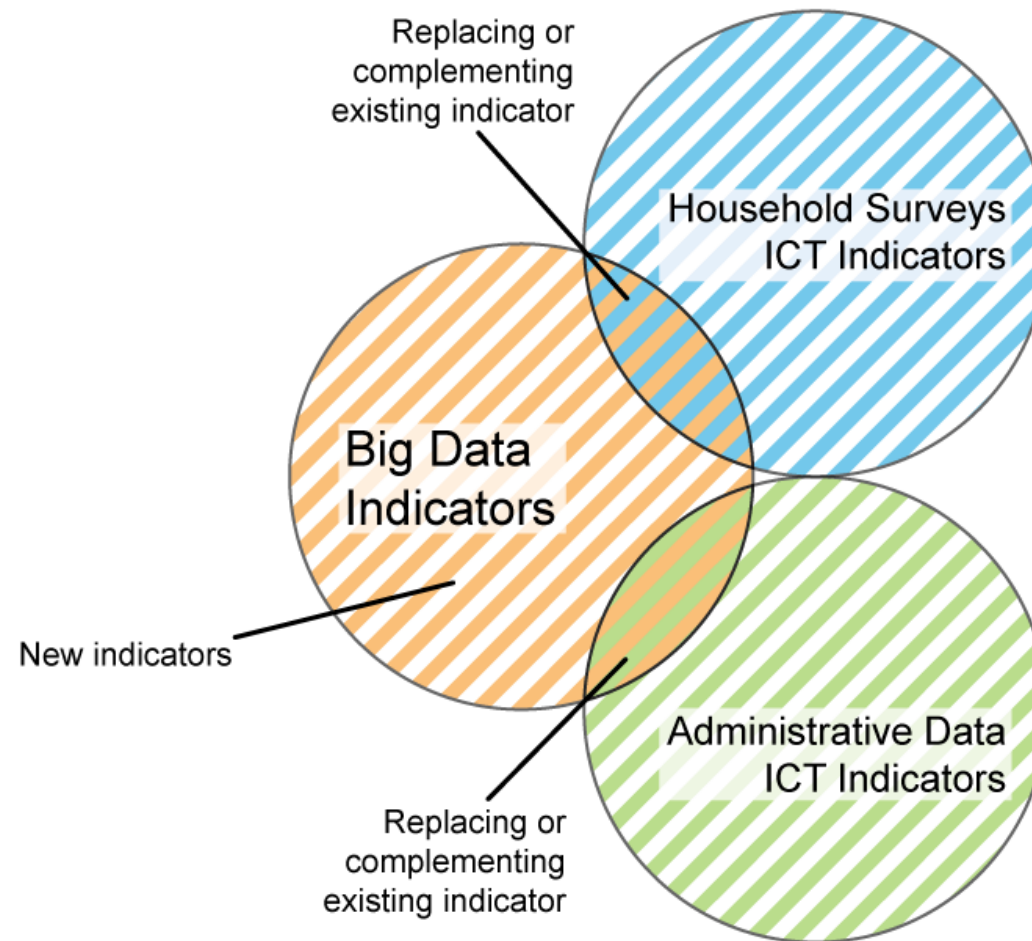 Replacing or
complementing
existing indicator
Household Surveys
ICT Indicators
Big Data
Indicators
New indicators
Administrative Data
ICT Indicators
Replacing or
complementing
existing indicator